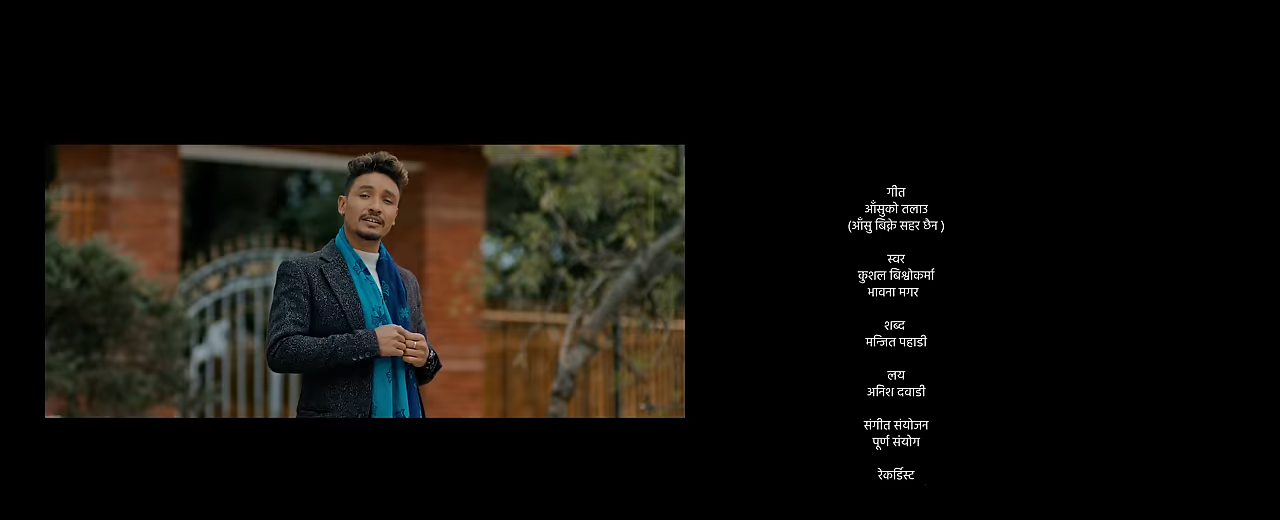 गीत
आँसुको तलाउ
(आँसु बिक्ने सहर छैन )
स्वर
कुशल बिश्वोकर्मा
भावना मगर
शब्द
मन्जित पहाडी
लय
अनिश दवाडी
संगीत संयोजन
पूर्ण संयोग
रेकर्डिस्ट